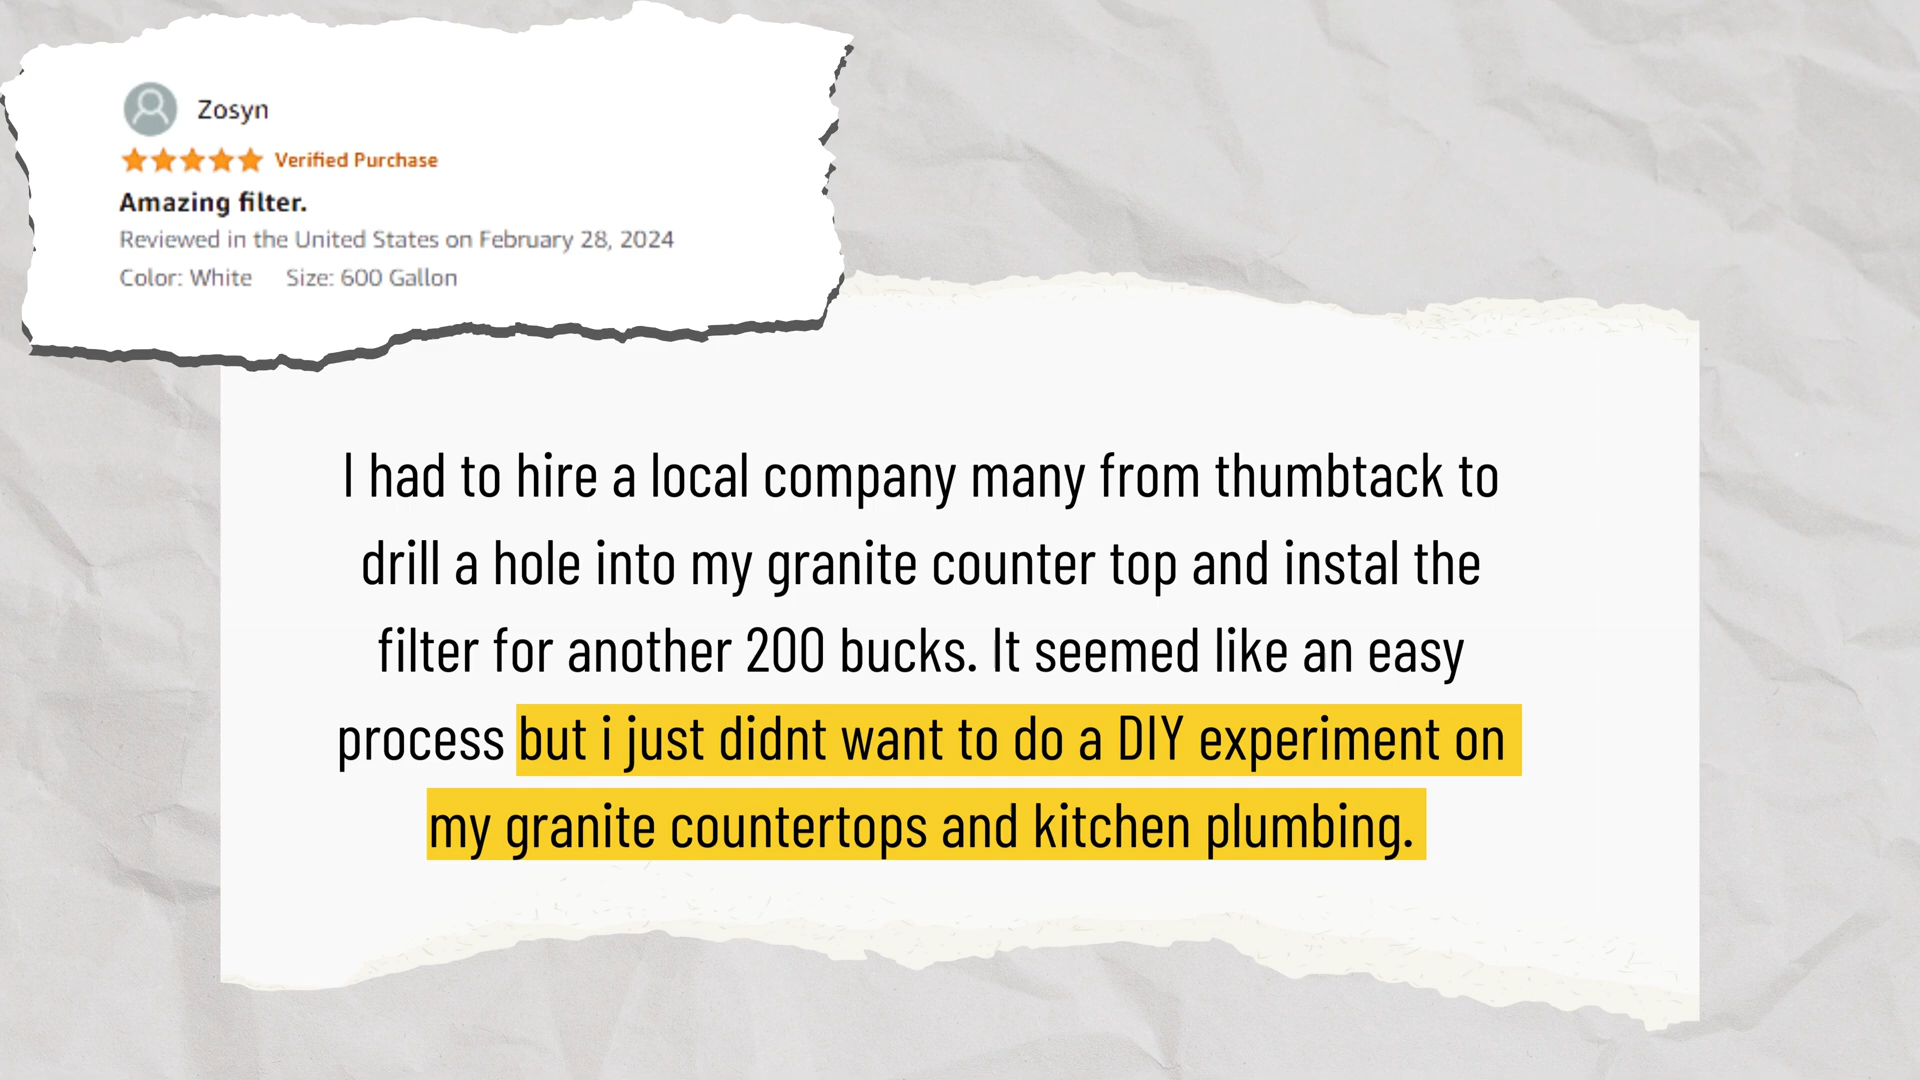 Zosyn
Verified Purchase
Amazing filter.
Reviewed in the United States on February 28, 2024
Color: White Size: 600 Gallon
I had to hire a local company many from thumbtack to
drill a hole into my granite counter top and instal the
filter for another 200 bucks. It seemed like an easy
process but i just didnt want to do a DIY experiment on
my granite countertops and kitchen plumbing.